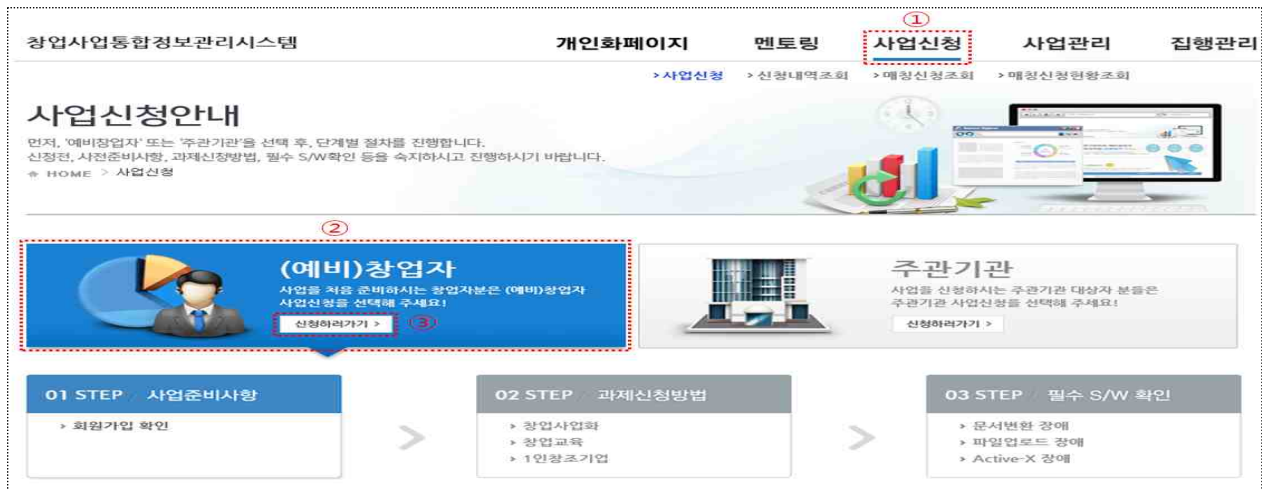 ①
창업사업통합정보관리시스템 개인화페이지 멘토링 사업신청 사업관리 집행관리
>사업신청 >신청내역조회 >매칭신청조회 >매칭신청현황조회
사업신청안내
먼저, '예비창업자' 또는 '주관기관'을 선택 후, 단계별 절차를 진행합니다.
신청전, 사전준비사항, 과제신청방법, 필수 S/W확인 등을 숙지하시고 진행하시기 바랍니다.
HOME > 사업신청
②
(예비)창업자
사업을 처음 준비하시는 창업자분은 (예비)창업자
사업신청을 선택해 주세요!
신청하러가기 > ③
주관기관
사업을 신청하시는 주관기관 대상자 분들은
주관기관 사업신청을 선택해 주세요!
신청하러가기 >
01 STEP / 사업준비사항
> 회원가입 확인
>
02 STEP / 과제신청방법
> 창업사업화
> 창업교육
> 1인창조기업
>
03 STEP / 필수 S/W 확인
> 문서변환 장애
> 파일업로드 장애
> Active-X 장애